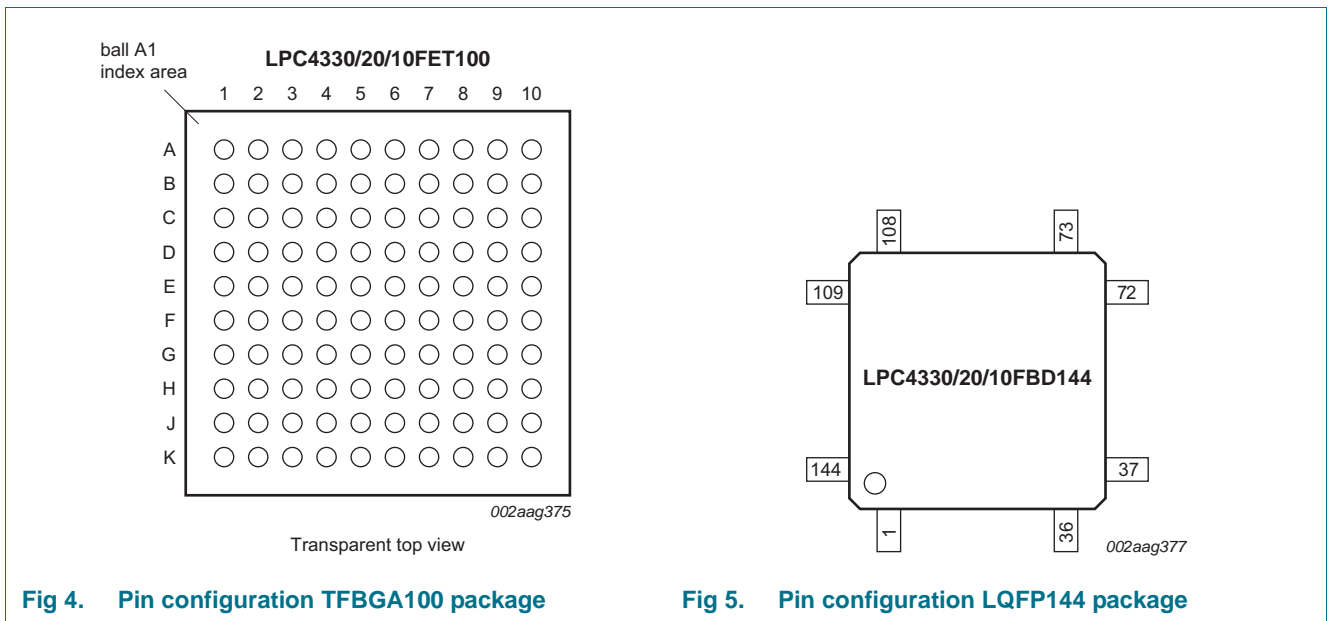 ball A1
index area
LPC4330/20/10FET100
1 2 3 4 5 6 7 8 9 10
A
B
C
D
E
F
G
H
J
K
002aag375
Transparent top view
108
73
109
72
LPC4330/20/10FBD144
144
37
1
36
002aag377
Fig 4. Pin configuration TFBGA100 package
Fig 5. Pin configuration LQFP144 package